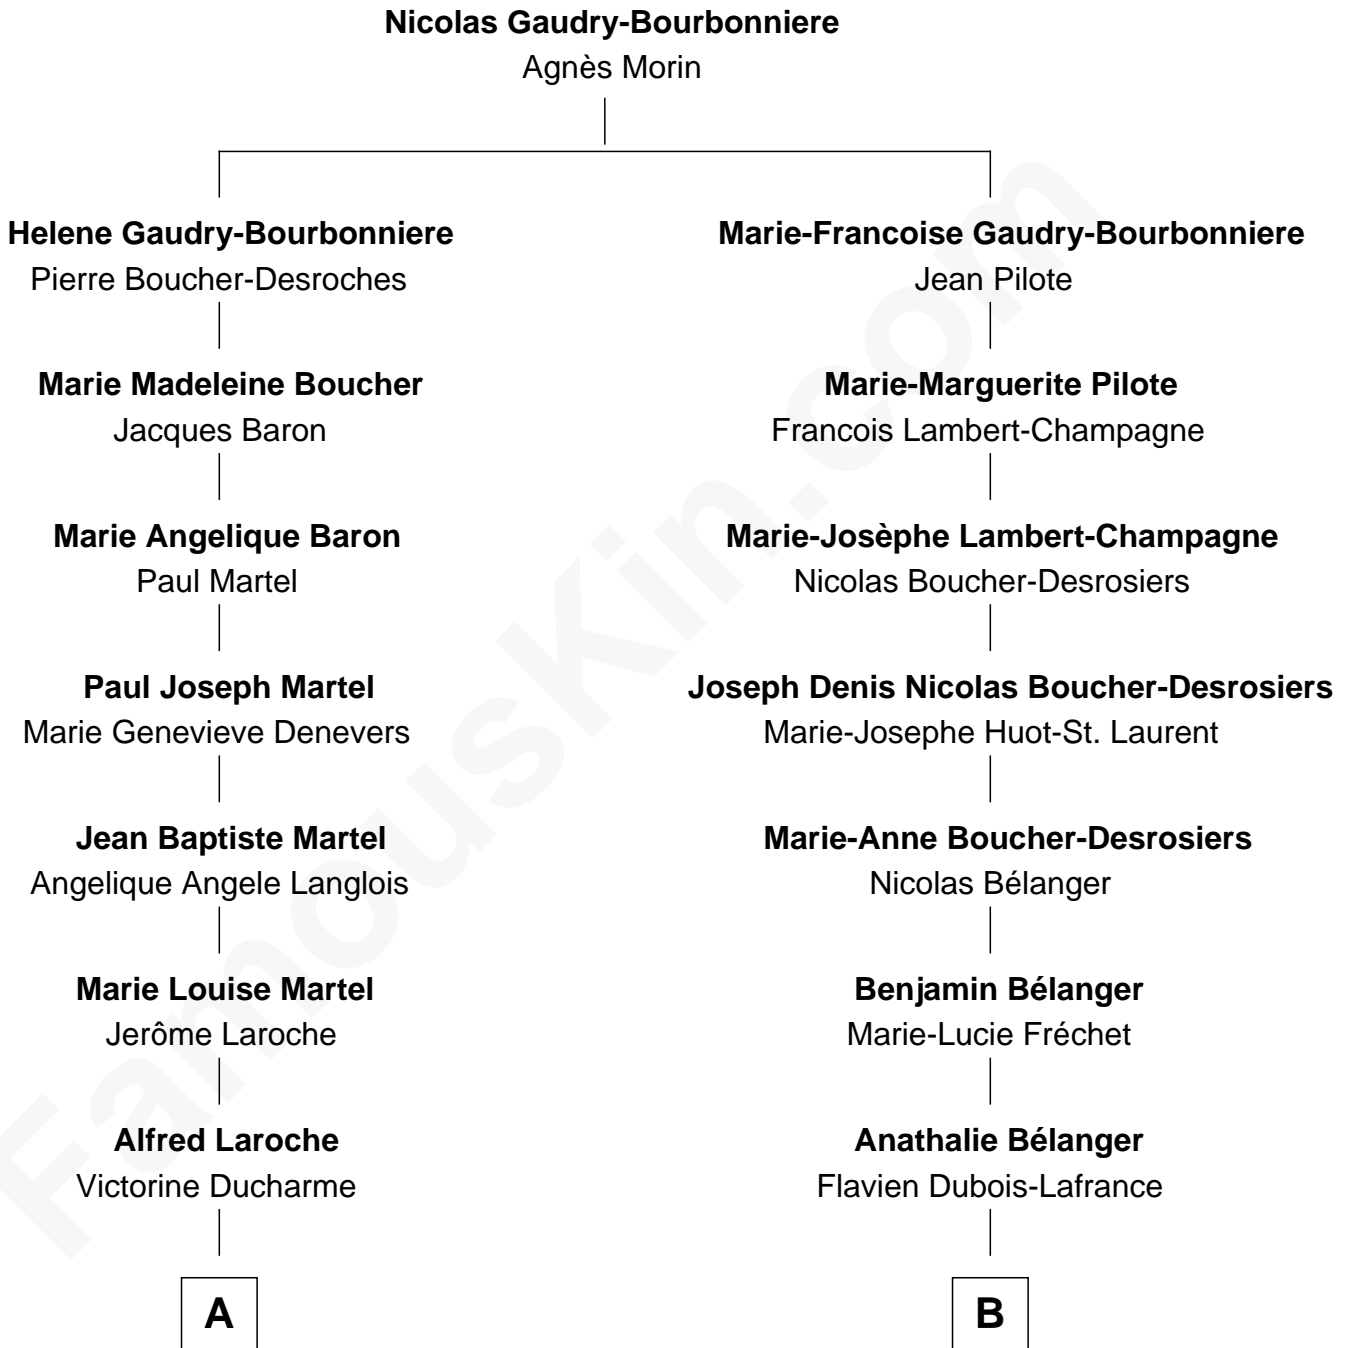 Nicolas Gaudry-Bourbonniere
Agnès Morin
Helene Gaudry-Bourbonniere
Pierre Boucher-Desroches
Marie-Francoise Gaudry-Bourbonniere
Jean Pilote
Marie Madeleine Boucher
Jacques Baron
Marie-Marguerite Pilote
Francois Lambert-Champagne
Marie Angelique Baron
Paul Martel
Marie-Josèphe Lambert-Champagne
Nicolas Boucher-Desrosiers
Paul Joseph Martel
Marie Genevieve Denevers
Joseph Denis Nicolas Boucher-Desrosiers
Marie-Josephe Huot-St. Laurent
Jean Baptiste Martel
Angelique Angele Langlois
Marie-Anne Boucher-Desrosiers
Nicolas Bélanger
Marie Louise Martel
Jerôme Laroche
Benjamin Bélanger
Marie-Lucie Fréchet
Alfred Laroche
Victorine Ducharme
Anathalie Bélanger
Flavien Dubois-Lafrance
A
B
FamousKin.com